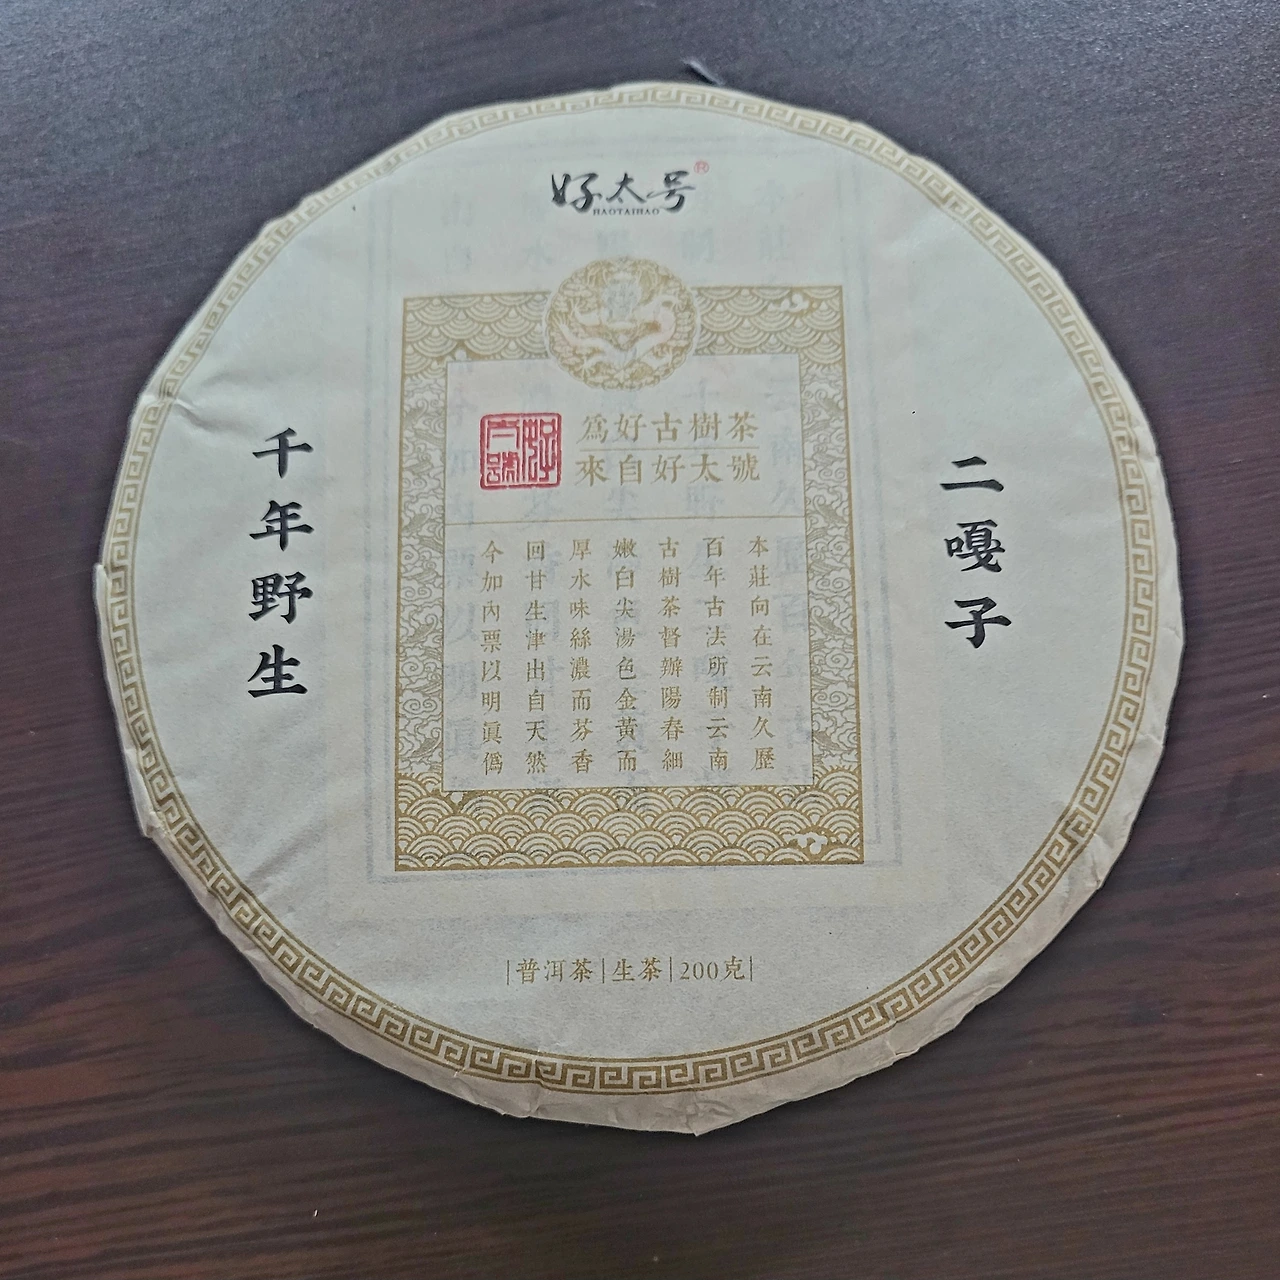 好太号®
HAOTAIHAO
為好古樹茶
來自好太號
本莊向在云南久歷
百年古法所制云南
古樹茶督辦陽春細
嫩白尖湯色金黃而
厚水味絲濃而芬香
回甘生津出自天然
今加內票以明眞偽
二嘎子
千年野生
普洱茶|生茶|200克